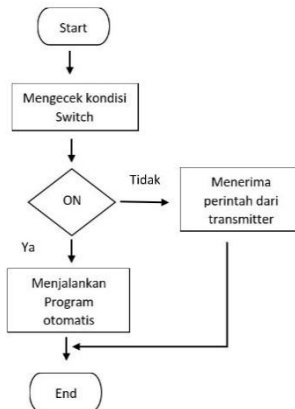 Start
Mengecek kondisi
Switch
ON
Tidak
Menerima
perintah dari
transmitter
Ya
Menjalankan
Program
otomatis
End